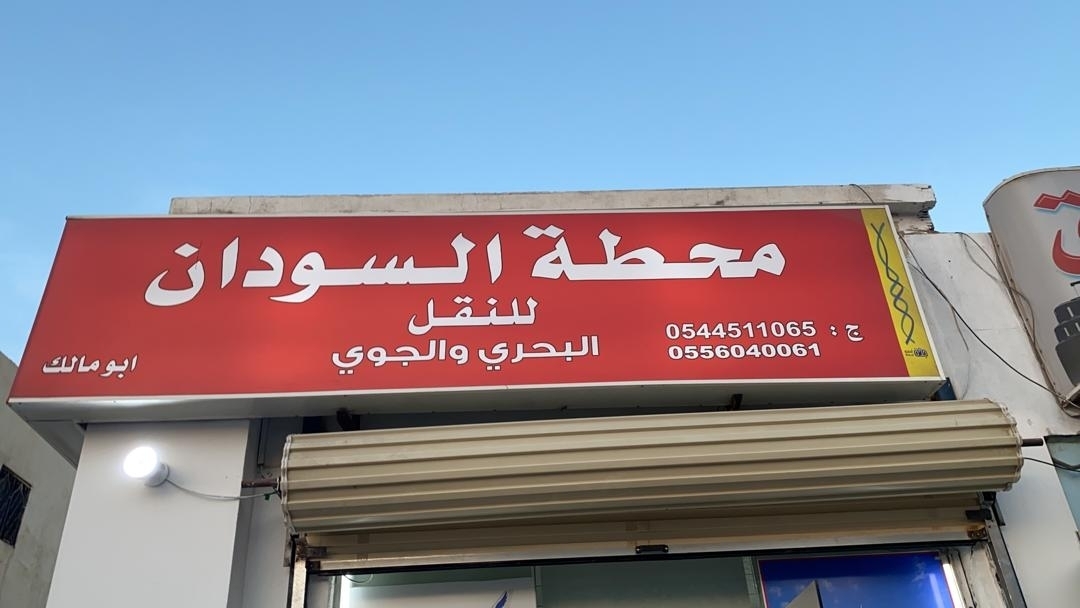 محطة السودان
للنقل
البحري والجوي
ج : 0544511065
0556040061
ابو مالك